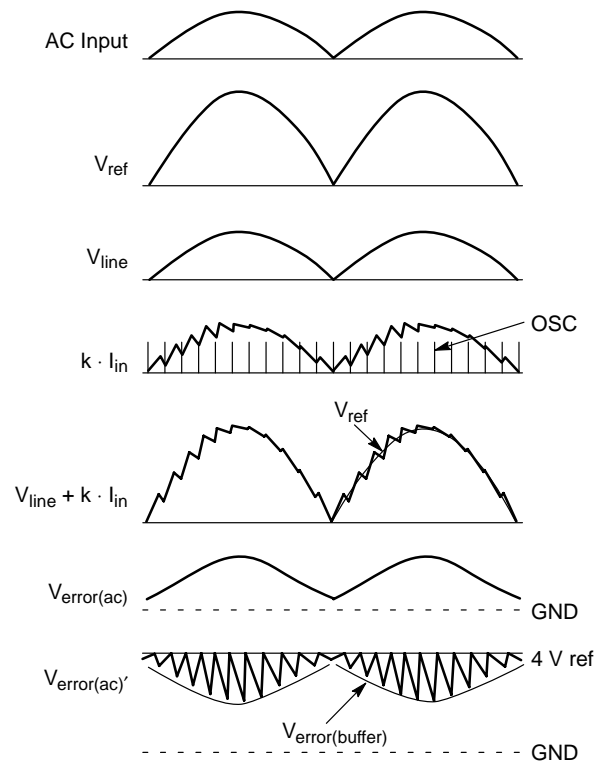 AC Input
Vref
Vline
OSC
k · Iin
Vref
Vline + k · Iin
Verror(ac)
GND
4 V ref
Verror(ac)′
Verror(buffer)
GND